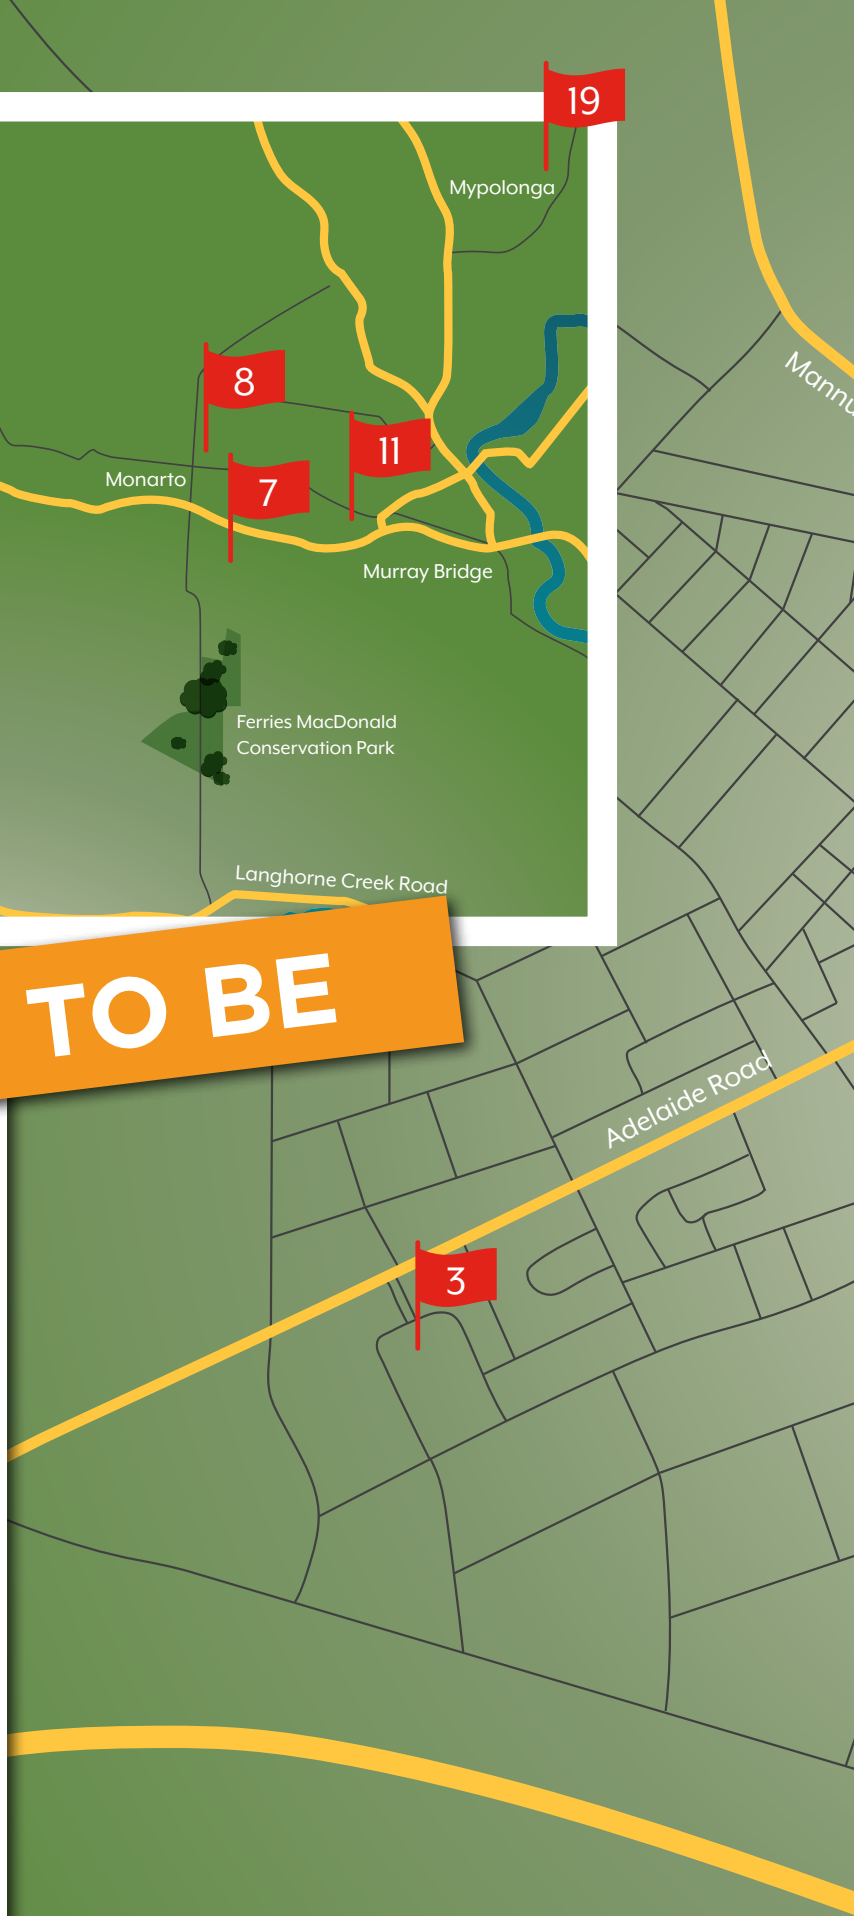 19
Mypolonga
Mannu
8
11
Monarto
7
Murray Bridge
Ferries MacDonald
Conservation Park
Langhorne Creek Road
TO BE
Adelaide Road
3